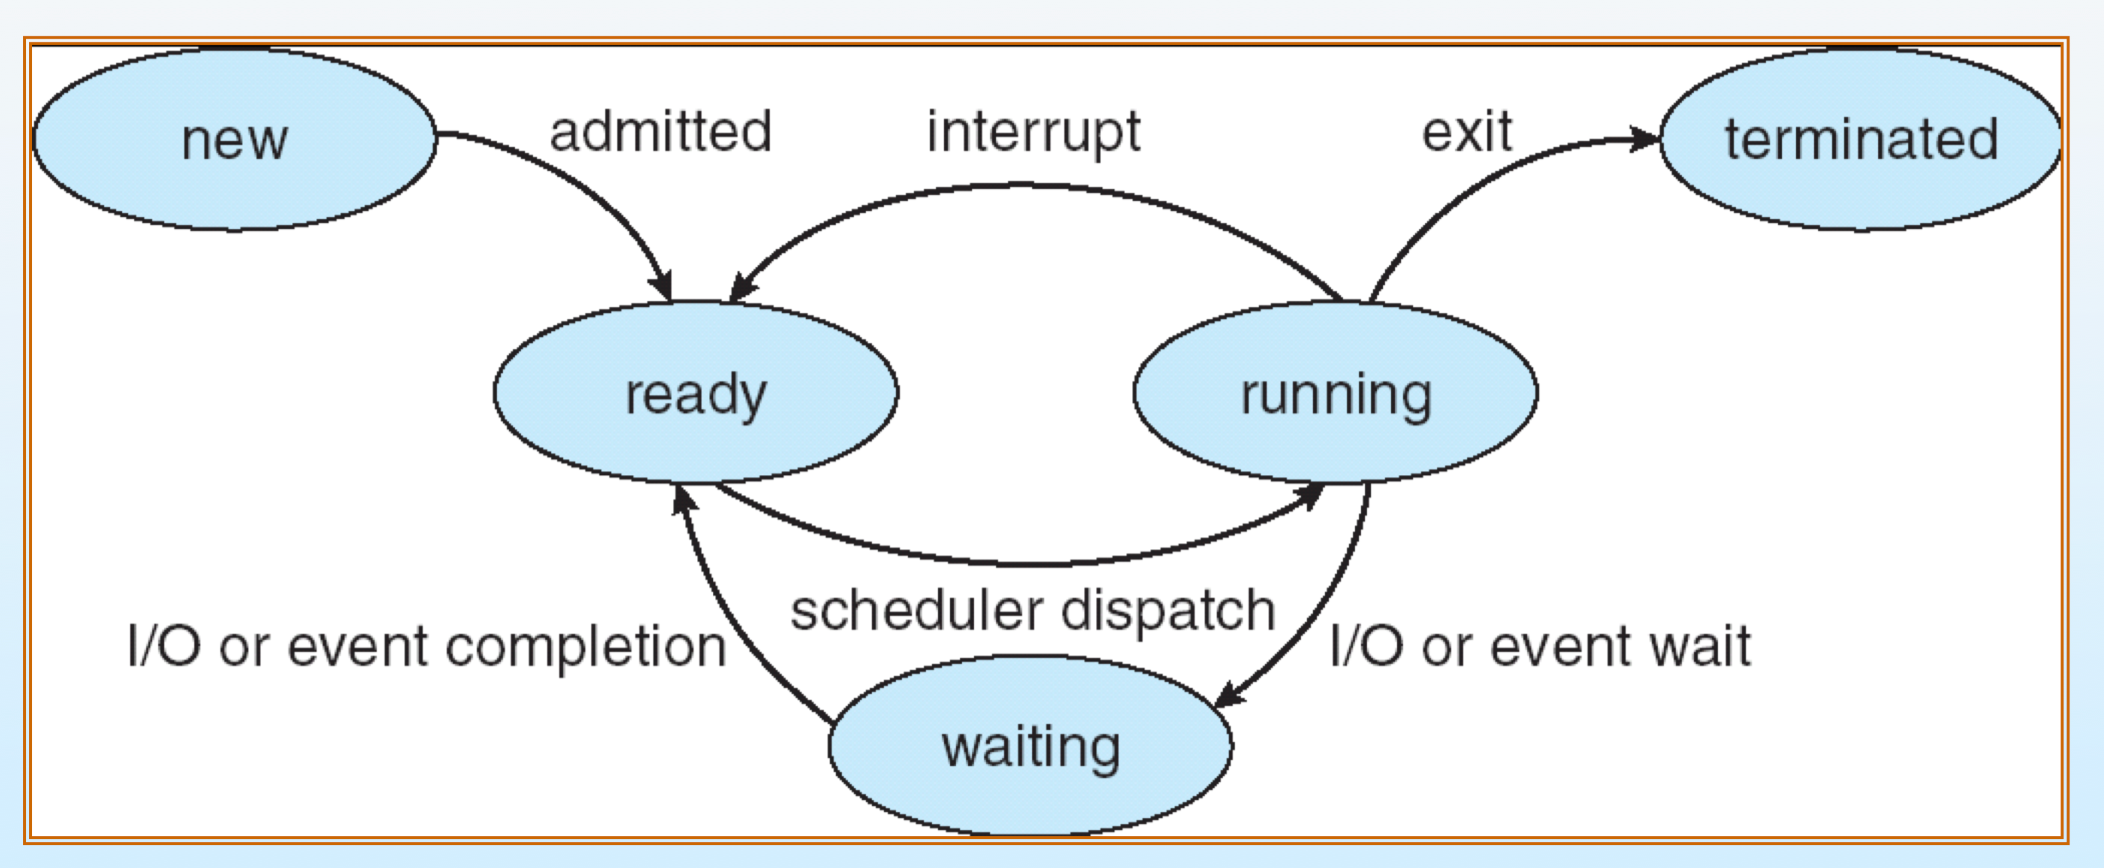 new
admitted
interrupt
exit
terminated
ready
running
scheduler dispatch
I/O or event completion
I/O or event wait
waiting